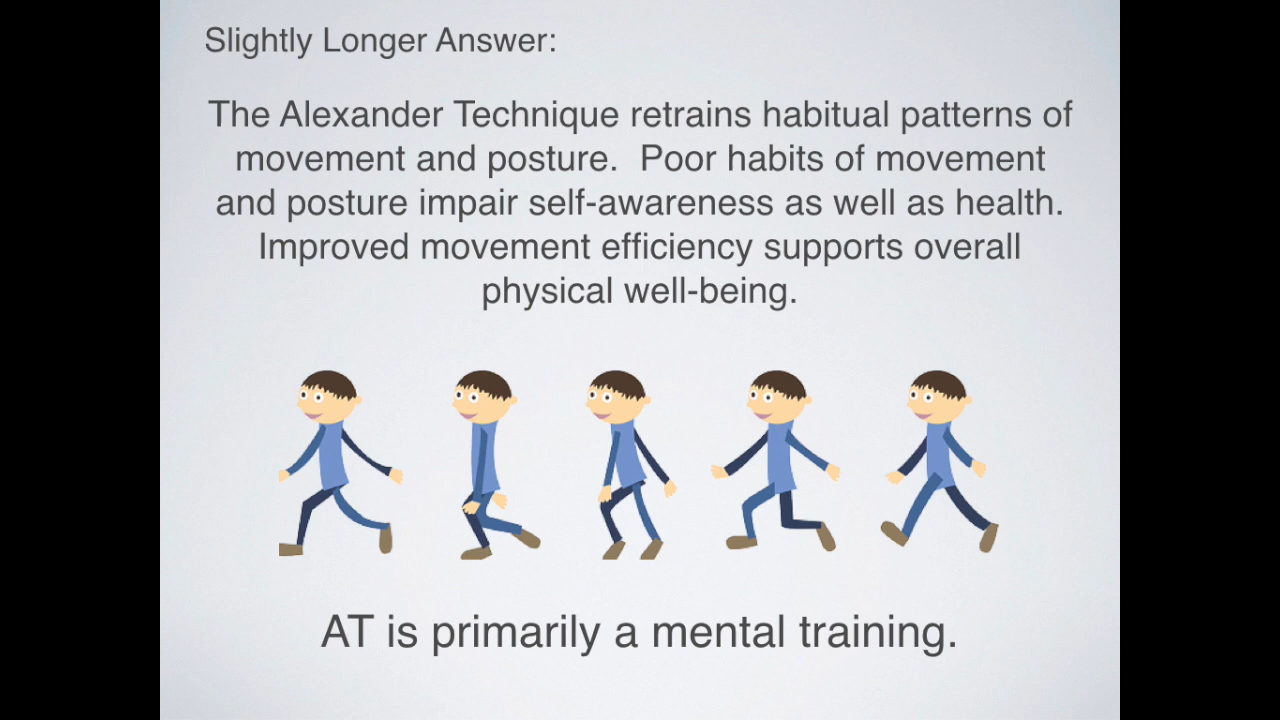 Slightly Longer Answer:
The Alexander Technique retrains habitual patterns of
movement and posture.  Poor habits of movement
and posture impair self-awareness as well as health.
Improved movement efficiency supports overall
physical well-being.
AT is primarily a mental training.